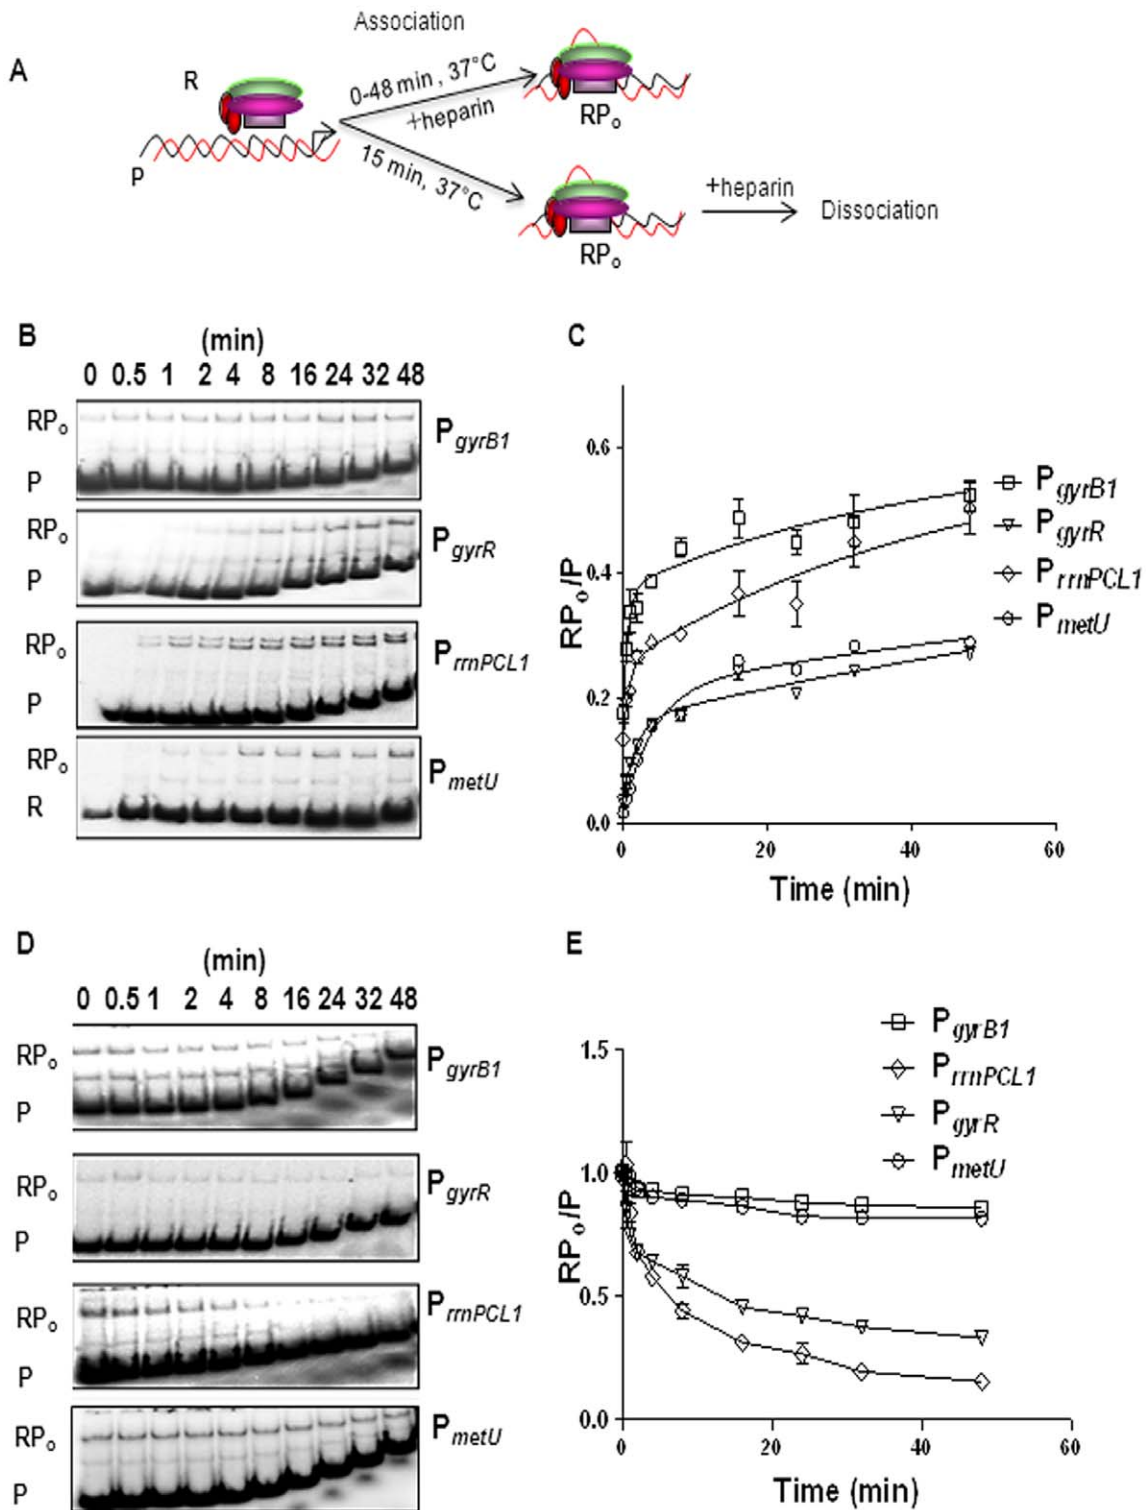 A
Association
R
0-48 min , 37°C
+heparin
RPo
P
15 min, 37°C
RPo
+heparin
Dissociation
B
(min)
0 0.5 1 2 4 8 16 24 32 48
RPo
P
PgyrB1
RPo
P
PgyrR
RPo
P
PrrnPCL1
RPo
R
PmetU
C
RPo/P
0.6
0.4
0.2
0.0
0 20 40 60
Time (min)
PgyrB1
PgyrR
PrrnPCL1
PmetU
D
(min)
0 0.5 1 2 4 8 16 24 32 48
RPo
P
PgyrB1
RPo
P
PgyrR
RPo
P
PrrnPCL1
RPo
P
PmetU
E
PgyrB1
PrrnPCL1
PgyrR
PmetU
RPo/P
1.5
1.0
0.5
0.0
0 20 40 60
Time (min)